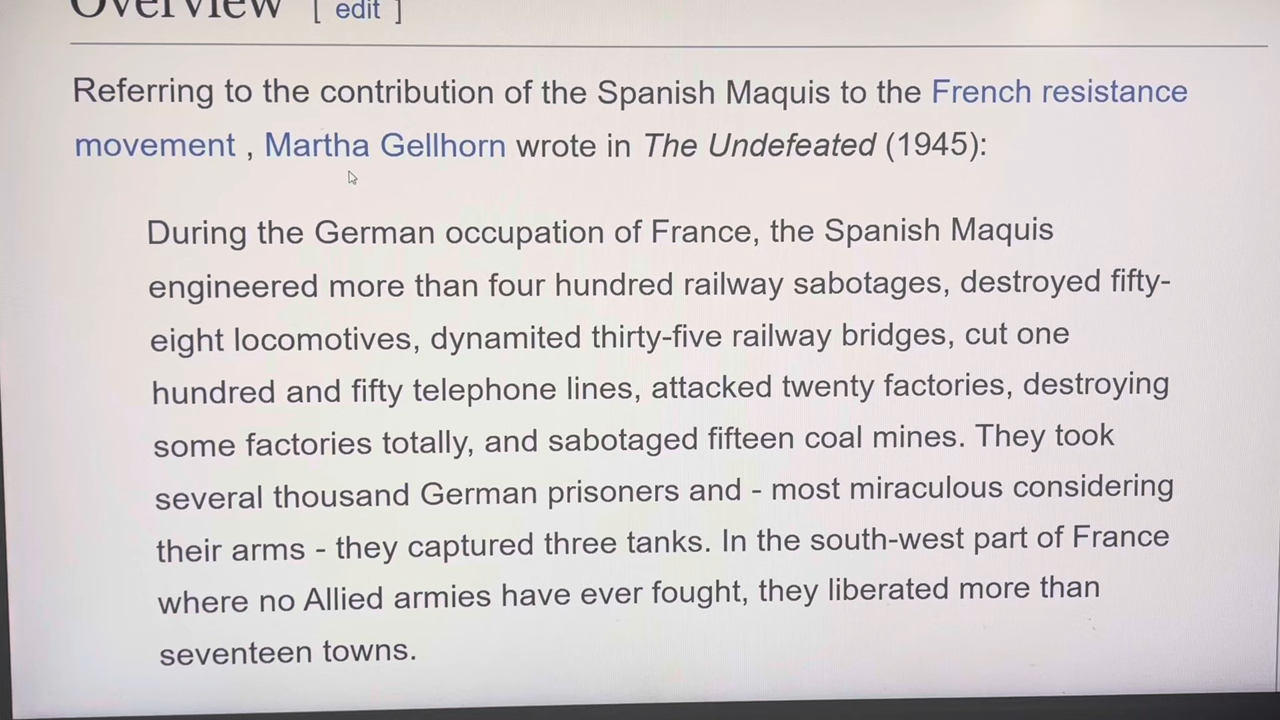 Overview [ edit ]
Referring to the contribution of the Spanish Maquis to the French resistance
movement , Martha Gellhorn wrote in The Undefeated (1945):
During the German occupation of France, the Spanish Maquis
engineered more than four hundred railway sabotages, destroyed fifty-
eight locomotives, dynamited thirty-five railway bridges, cut one
hundred and fifty telephone lines, attacked twenty factories, destroying
some factories totally, and sabotaged fifteen coal mines. They took
several thousand German prisoners and - most miraculous considering
their arms - they captured three tanks. In the south-west part of France
where no Allied armies have ever fought, they liberated more than
seventeen towns.